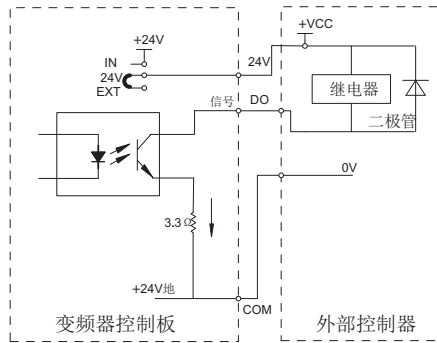 +24V
+VCC
IN
24V
24V
EXT
继电器
信号
DO
二极管
0V
3.3 Ω
+24V地
COM
变频器控制板
外部控制器